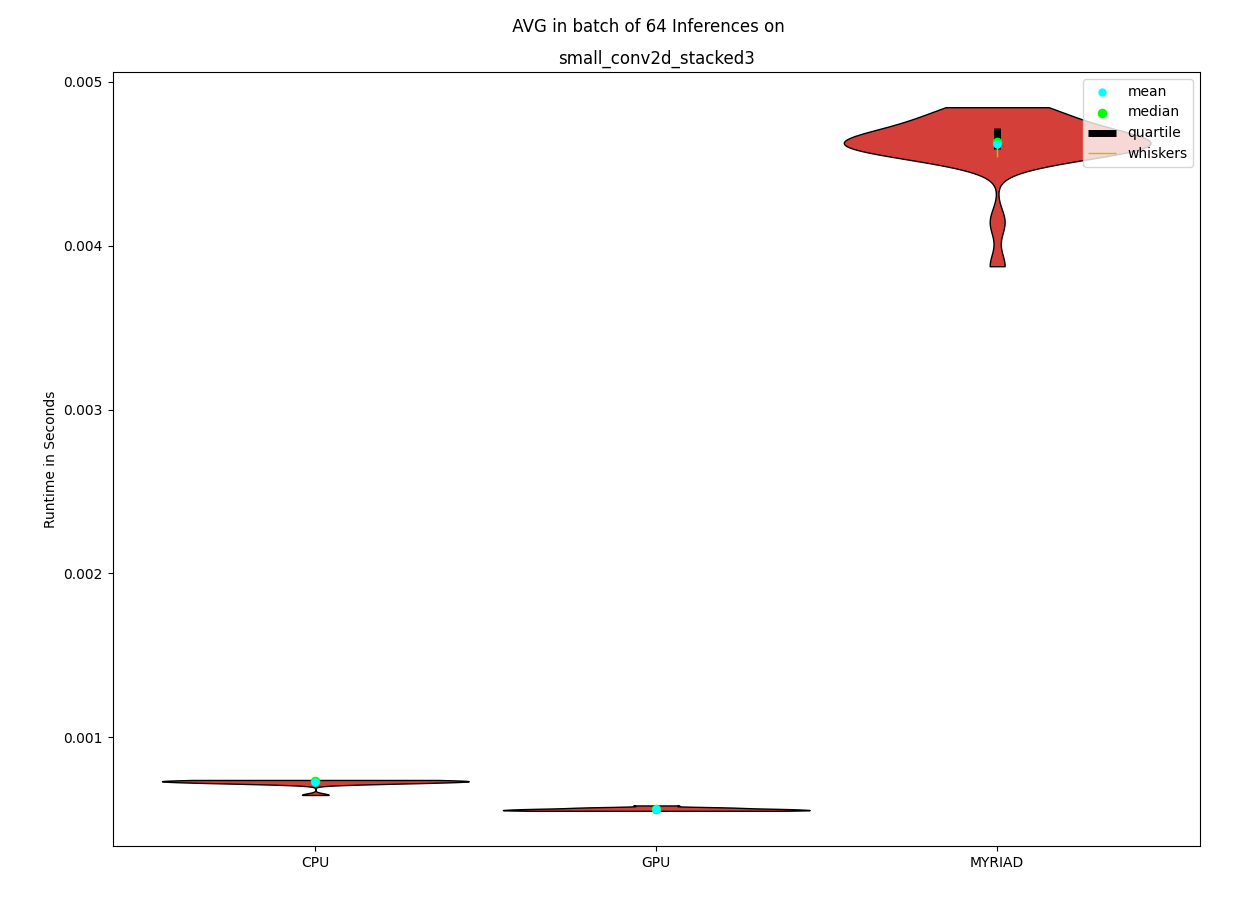 AVG in batch of 64 Inferences on
small_conv2d_stacked3
0.005
0.004
0.003
0.002
0.001
Runtime in Seconds
mean
median
quartile
whiskers
CPU
GPU
MYRIAD